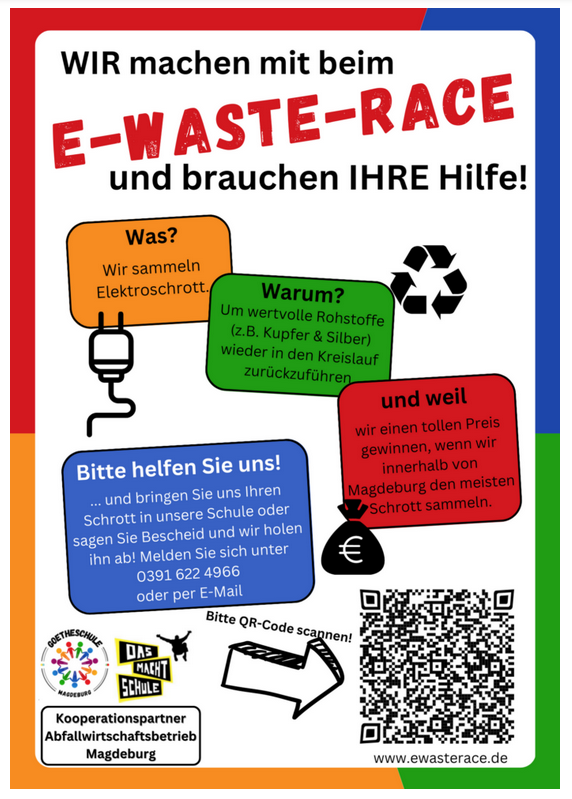 WIR machen mit beim
E-WASTE-RACE
und brauchen IHRE Hilfe!
Was?
Wir sammeln
Elektroschrott.
Warum?
Um wertvolle Rohstoffe
(z.B. Kupfer & Silber)
wieder in den Kreislauf
zurückzuführen
und weil
wir einen tollen Preis
gewinnen, wenn wir
innerhalb von
Magdeburg den meisten
Schrott sammeln.
€
Bitte helfen Sie uns!
... und bringen Sie uns Ihren
Schrott in unsere Schule oder
sagen Sie Bescheid und wir holen
ihn ab! Melden Sie sich unter
0391 622 4966
oder per E-Mail
Bitte QR-Code scannen!
GOETHESCHULE
MAGDEBURG
DAS
MACHT
SCHULE
Kooperationspartner
Abfallwirtschaftsbetrieb
Magdeburg
www.ewasterace.de